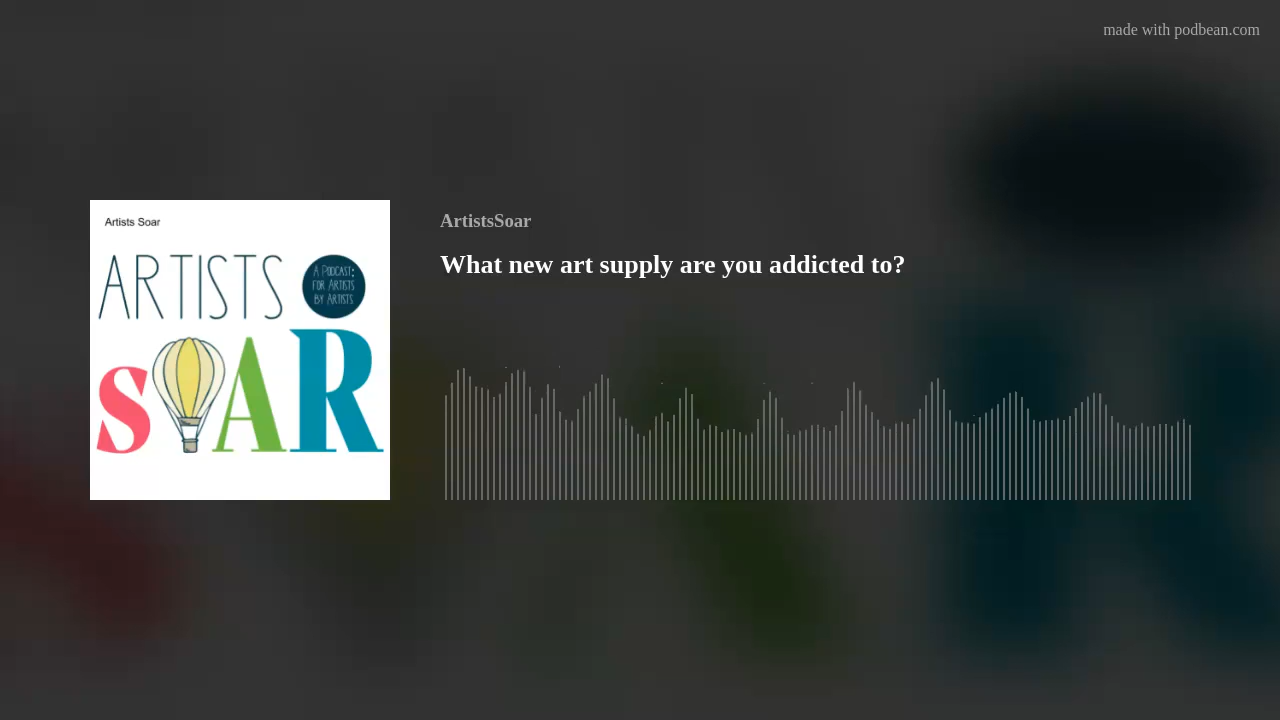 made with podbean.com
Artists Soar
ARTISTS
A PODCAST:
FOR ARTISTS
BY ARTISTS
SOAR
ArtistsSoar
What new art supply are you addicted to?